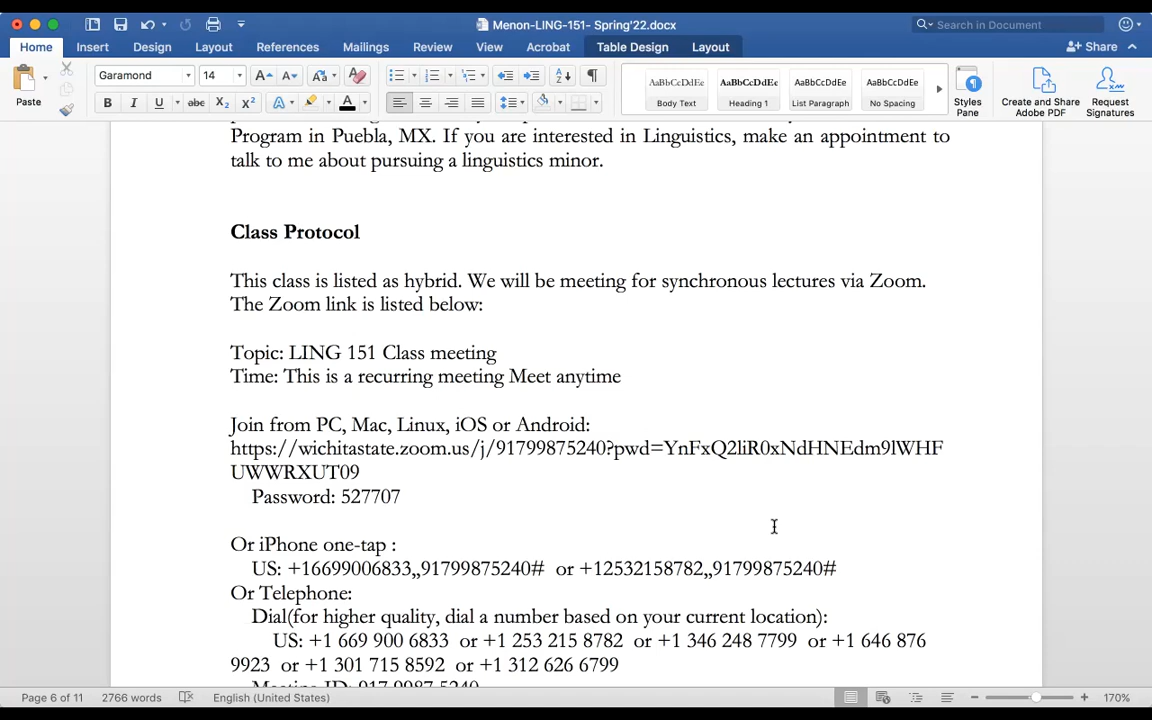 Menon-LING-151- Spring'22.docx
Search in Document
Home Insert Design Layout References Mailings Review View Acrobat Table Design Layout
Share
Paste
Garamond 14
AaBbCcDdEe AaBbCcDdEc AaBbCcDdEe AaBbCcDdEe
Body Text Heading 1 List Paragraph No Spacing
Styles Pane
Create and Share Adobe PDF
Request Signatures
Program in Puebla, MX. If you are interested in Linguistics, make an appointment to
talk to me about pursuing a linguistics minor.
Class Protocol
This class is listed as hybrid. We will be meeting for synchronous lectures via Zoom.
The Zoom link is listed below:
Topic: LING 151 Class meeting
Time: This is a recurring meeting Meet anytime
Join from PC, Mac, Linux, iOS or Android:
https://wichitastate.zoom.us/j/91799875240?pwd=YnFxQ2liR0xNdHNEdm9lWHF
UWWRXUT09
Password: 527707
Or iPhone one-tap :
US: +16699006833,,91799875240# or +12532158782,,91799875240#
Or Telephone:
Dial(for higher quality, dial a number based on your current location):
US: +1 669 900 6833 or +1 253 215 8782 or +1 346 248 7799 or +1 646 876
9923 or +1 301 715 8592 or +1 312 626 6799
Meeting ID: 917 9987 5240
Page 6 of 11 2766 words English (United States) 170%